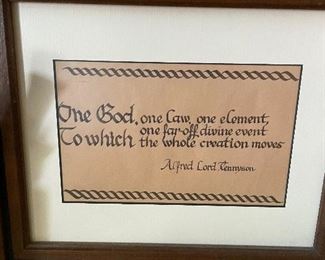 One God, one law, one element,
one far-off divine event
To which the whole creation moves
Alfred Lord Tennyson